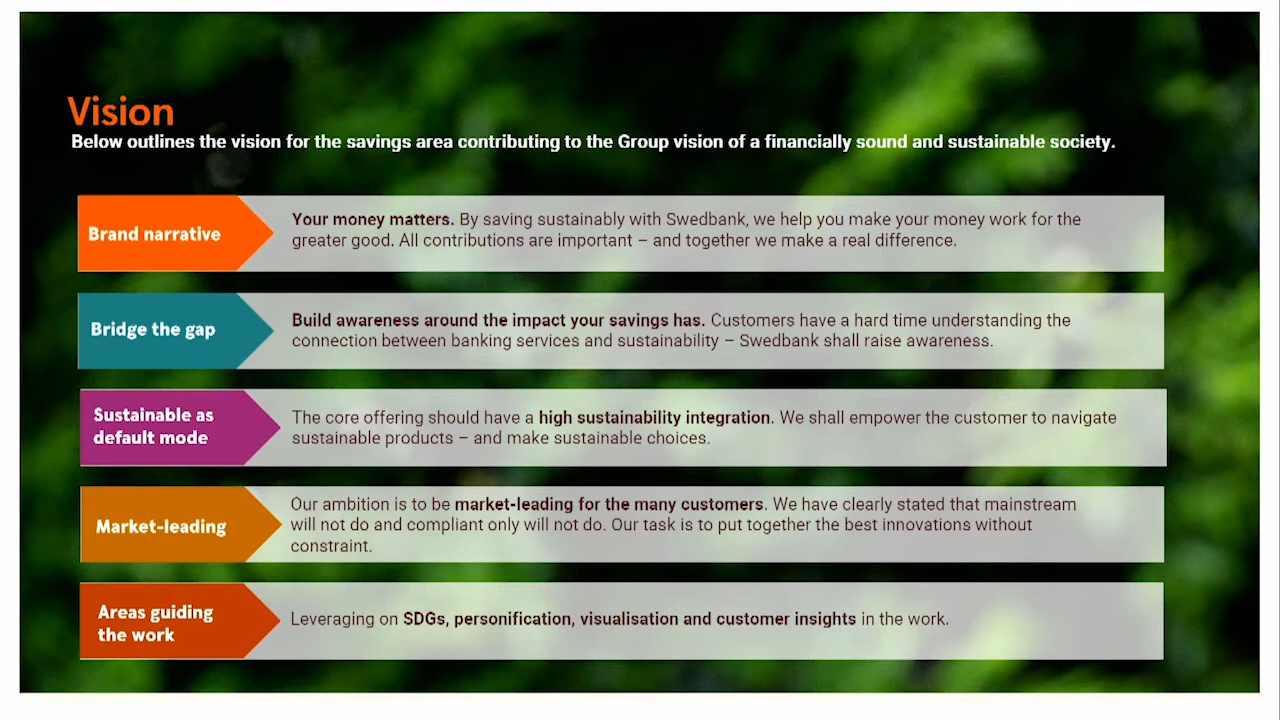 Vision
Below outlines the vision for the savings area contributing to the Group vision of a financially sound and sustainable society.
Brand narrative
Your money matters. By saving sustainably with Swedbank, we help you make your money work for the
greater good. All contributions are important – and together we make a real difference.
Bridge the gap
Build awareness around the impact your savings has. Customers have a hard time understanding the
connection between banking services and sustainability – Swedbank shall raise awareness.
Sustainable as
default mode
The core offering should have a high sustainability integration. We shall empower the customer to navigate
sustainable products – and make sustainable choices.
Market-leading
Our ambition is to be market-leading for the many customers. We have clearly stated that mainstream
will not do and compliant only will not do. Our task is to put together the best innovations without
constraint.
Areas guiding
the work
Leveraging on SDGs, personification, visualisation and customer insights in the work.